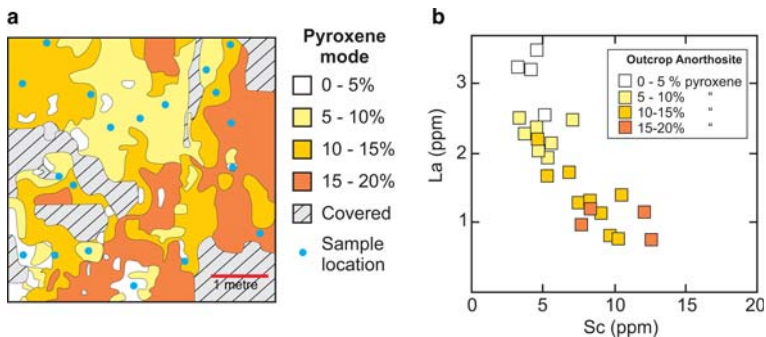 a
Pyroxene
mode
0 - 5%
5 - 10%
10 - 15%
15 - 20%
Covered
Sample
location
1 metre
b
La (ppm)
3
2
1
0
5
10
15
20
Sc (ppm)
Outcrop Anorthosite
0 - 5 % pyroxene
5 - 10% "
10-15% "
15-20% "